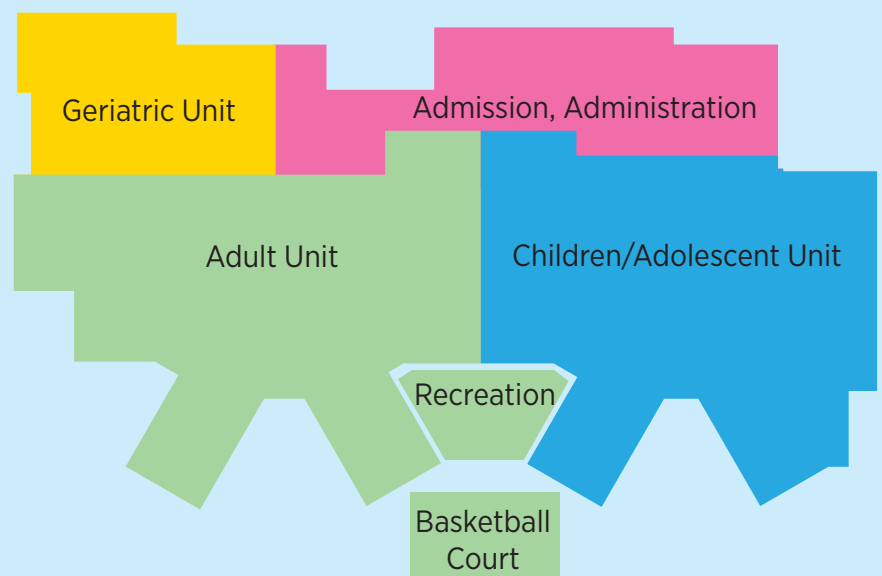 Geriatric Unit
Admission, Administration
Adult Unit
Children/Adolescent Unit
Recreation
Basketball
Court